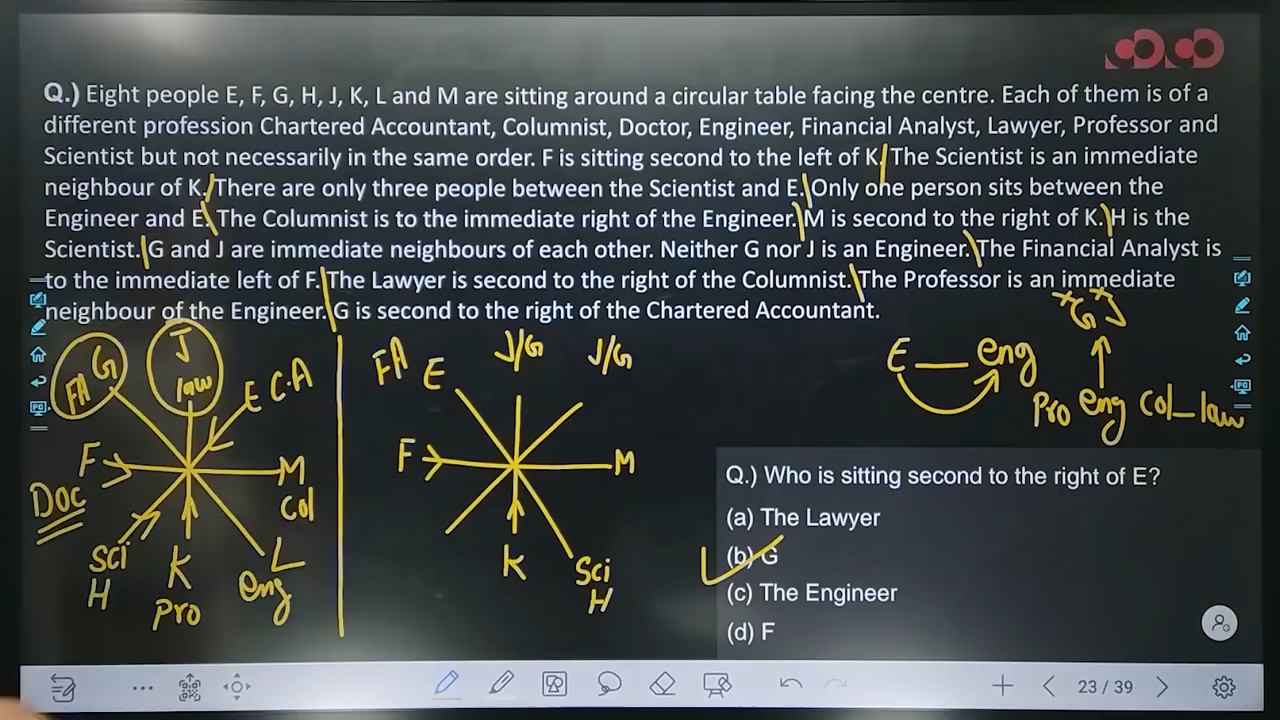 Q.) Eight people E, F, G, H, J, K, L and M are sitting around a circular table facing the centre. Each of them is of a
different profession Chartered Accountant, Columnist, Doctor, Engineer, Financial Analyst, Lawyer, Professor and
Scientist but not necessarily in the same order. F is sitting second to the left of K. The Scientist is an immediate
neighbour of K. There are only three people between the Scientist and E. Only one person sits between the
Engineer and E. The Columnist is to the immediate right of the Engineer. M is second to the right of K. H is the
Scientist. G and J are immediate neighbours of each other. Neither G nor J is an Engineer. The Financial Analyst is
to the immediate left of F. The Lawyer is second to the right of the Columnist. The Professor is an immediate
neighbour of the Engineer. G is second to the right of the Chartered Accountant.
G J
FA law E C.A
F M
Doc Col
Sci K L
H Pro eng
FA E J/G J/G
F M
K Sci
H
E — eng
G J
Pro eng Col_law
Q.) Who is sitting second to the right of E?
(a) The Lawyer
(b) G
(c) The Engineer
(d) F
23 / 39